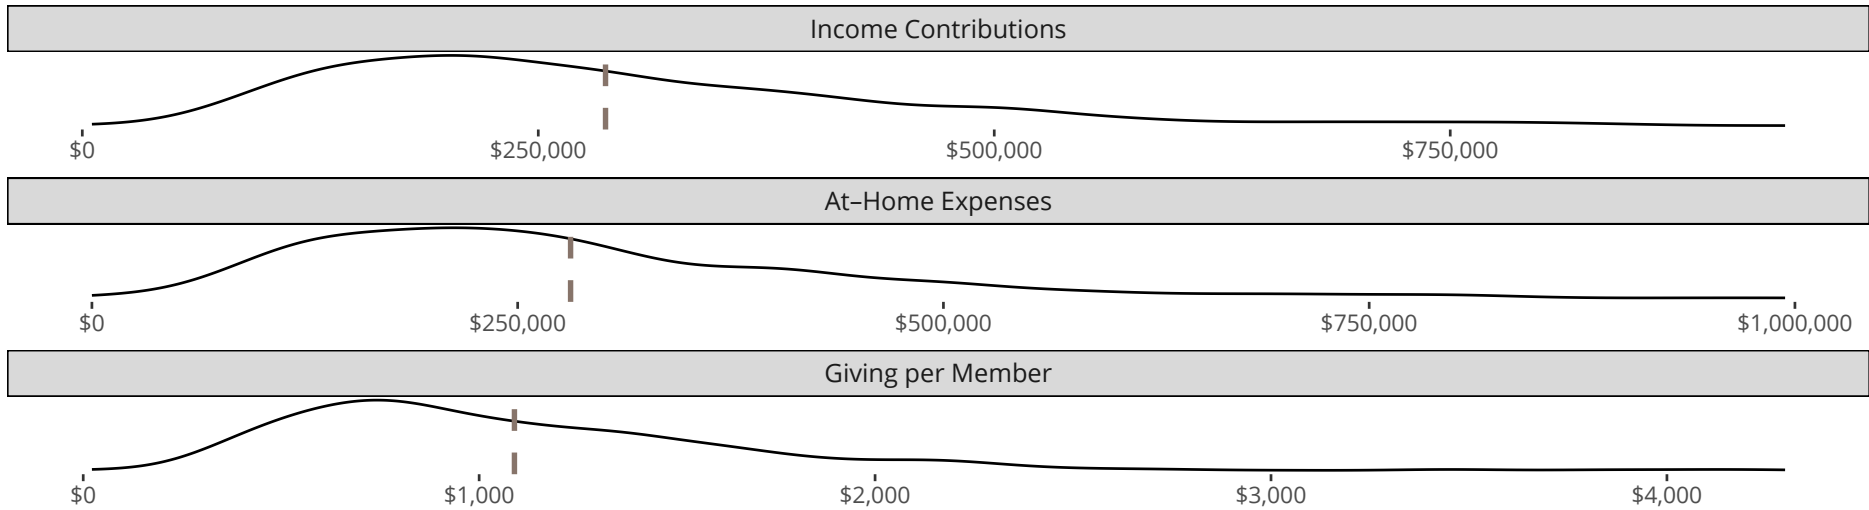 Income Contributions
$0 $250,000 $500,000 $750,000
At–Home Expenses
$0 $250,000 $500,000 $750,000 $1,000,000
Giving per Member
$0 $1,000 $2,000 $3,000 $4,000